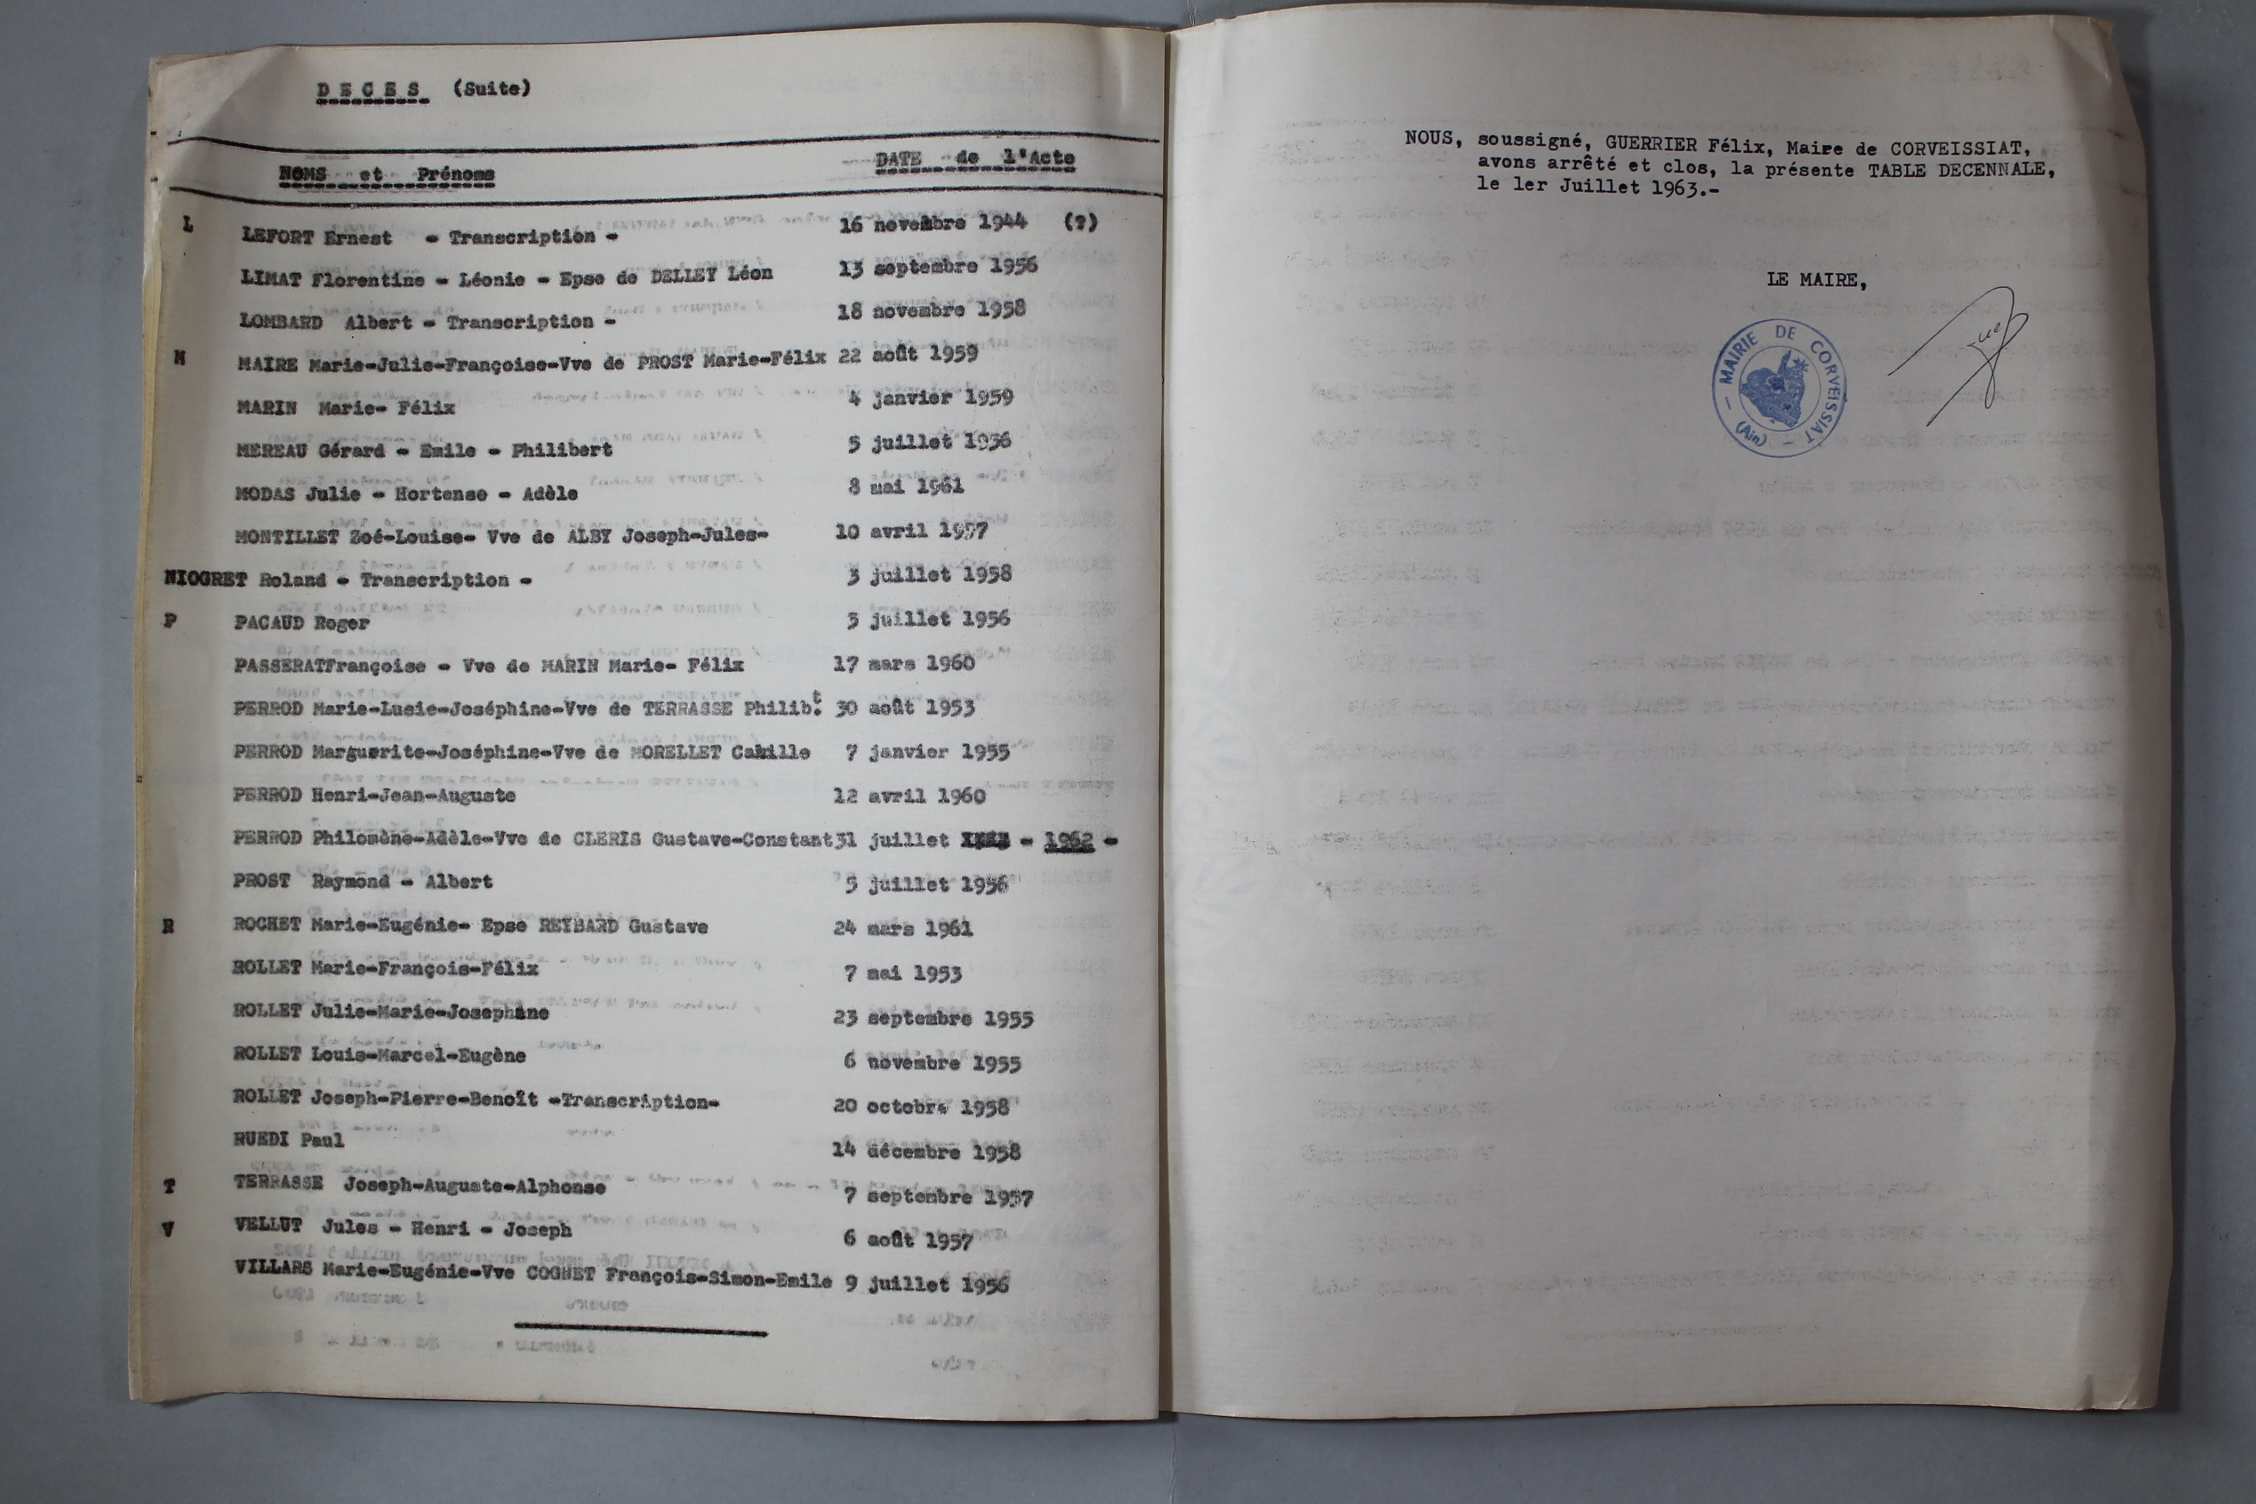 DECES (Suite)
NOMS et Prénoms DATE de l'Acte
L LEFORT Ernest - Transcription - 16 novembre 1944 (?)
LIMAT Florentine - Léonie - Epse de DELLEY Léon 13 septembre 1956
LOMBARD Albert - Transcription - 18 novembre 1958
M MAIRE Marie-Julie-Françoise-Vve de PROST Marie-Félix 22 août 1959
MARIN Marie- Félix 4 janvier 1959
MEREAU Gérard - Emile - Philibert 5 juillet 1956
MODAS Julie - Hortense - Adèle 8 mai 1961
MONTILLET Zoé-Louise- Vve de ALBY Joseph-Jules- 10 avril 1957
NIOGRET Roland - Transcription - 3 juillet 1958
P PACAUD Roger 5 juillet 1956
PASSERATFrançoise - Vve de MARIN Marie- Félix 17 mars 1960
PERROD Marie-Lucie-Joséphine-Vve de TERRASSE Philib.t 30 août 1953
PERROD Marguerite-Joséphine-Vve de MORELLET Camille 7 janvier 1955
PERROD Henri-Jean-Auguste 12 avril 1960
PERROD Philomène-Adèle-Vve de CLERIS Gustave-Constant31 juillet - 1962 -
PROST Raymond - Albert 5 juillet 1956
R ROCHET Marie-Eugénie- Epse REYBARD Gustave 24 mars 1961
ROLLET Marie-François-Félix 7 mai 1953
ROLLET Julie-Marie-Josephine 23 septembre 1955
ROLLET Louis-Marcel-Eugène 6 novembre 1955
ROLLET Joseph-Pierre-Benoît -Transcription- 20 octobre 1958
RUEDI Paul 14 décembre 1958
T TERRASSE Joseph-Auguste-Alphonse 7 septembre 1957
V VELLUT Jules - Henri - Joseph 6 août 1957
VILLARS Marie-Eugénie-Vve COGNET François-Simon-Emile 9 juillet 1956
NOUS, soussigné, GUERRIER Félix, Maire de CORVEISSIAT,
avons arrêté et clos, la présente TABLE DECENNALE,
le 1er Juillet 1963.-
LE MAIRE,
- MAIRIE DE CORVEISSIAT -
(Ain)